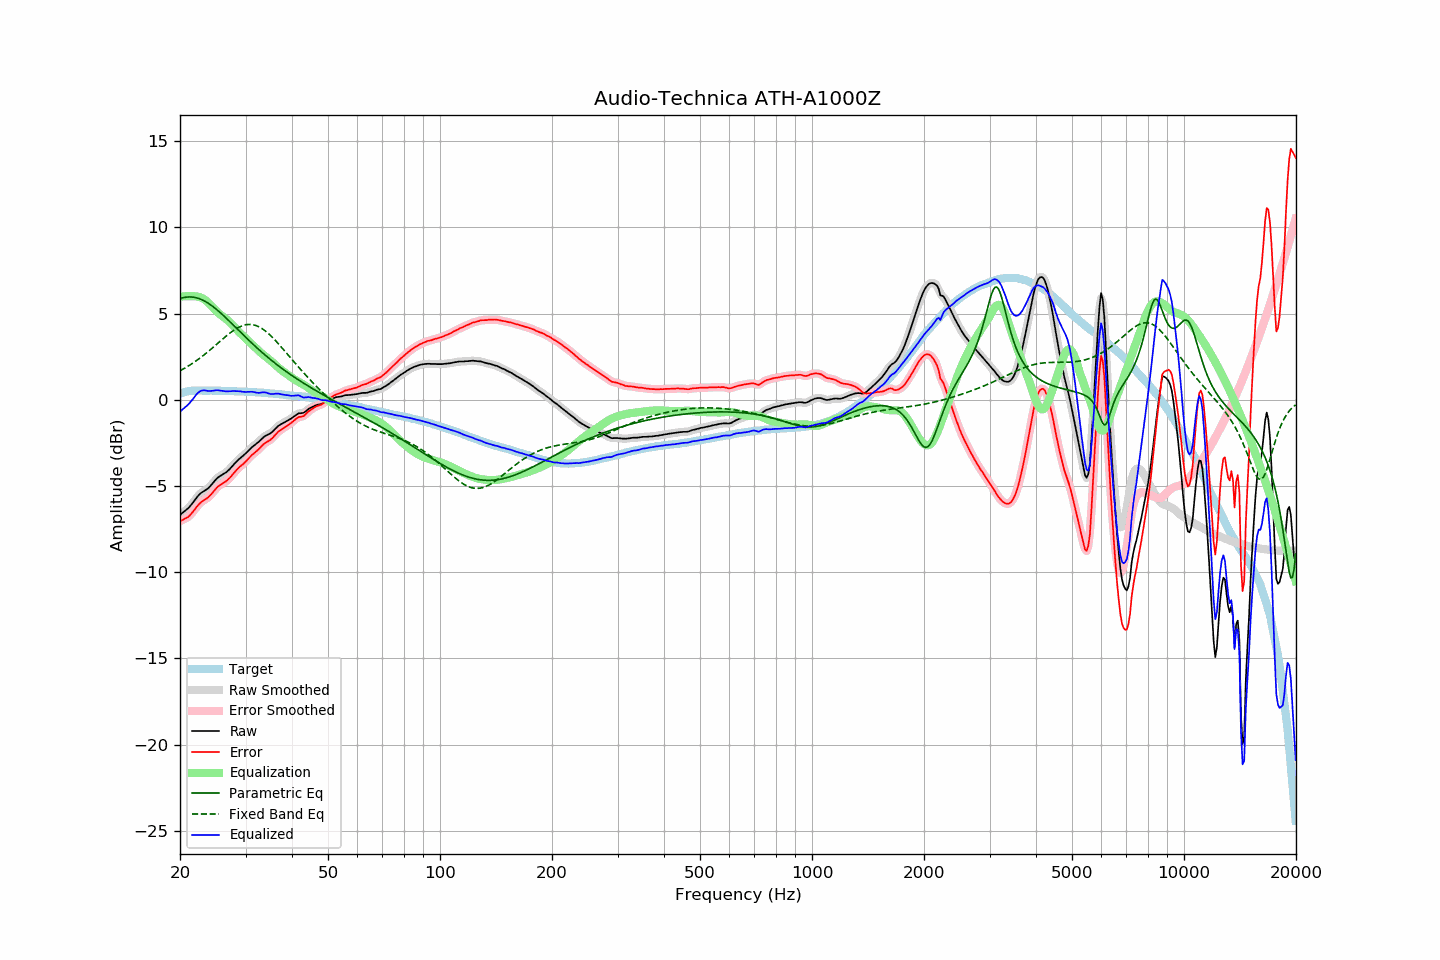 Audio-Technica ATH-A1000Z
Amplitude (dBr)
15
10
5
0
−5
−10
−15
−20
−25
Target
Raw Smoothed
Error Smoothed
Raw
Error
Equalization
Parametric Eq
Fixed Band Eq
Equalized
20 50 100 200 500 1000 2000 5000 10000 20000
Frequency (Hz)